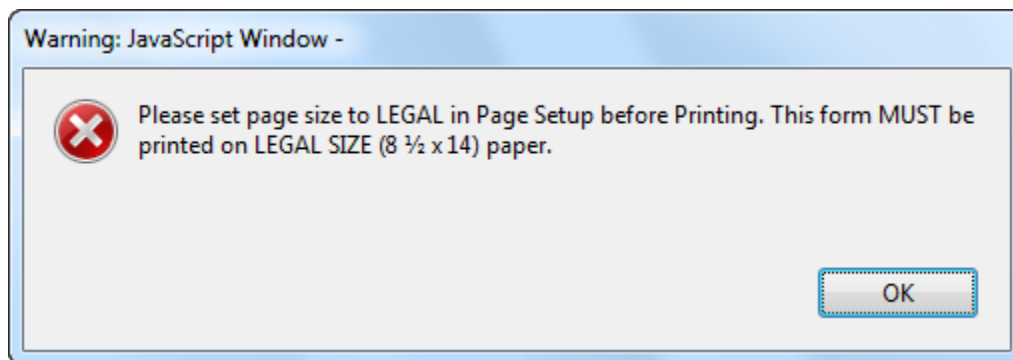 Warning: JavaScript Window -
Please set page size to LEGAL in Page Setup before Printing. This form MUST be
printed on LEGAL SIZE (8 ½ x 14) paper.
OK